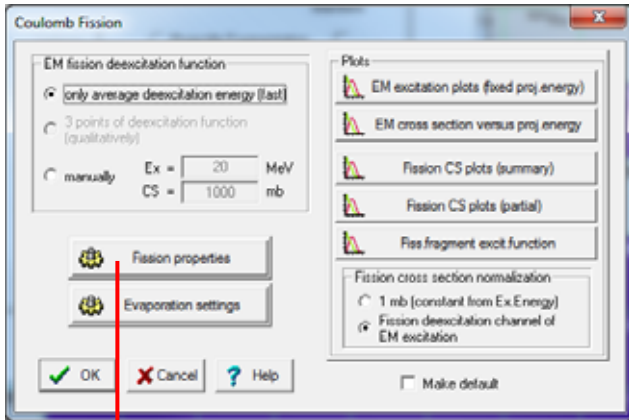 Coulomb Fission
EM fission deexcitation function
only average deexcitation energy (fast)
3 points of deexcitation function
(qualitatively)
manually
Ex = 20 MeV
CS = 1000 mb
Fission properties
Evaporation settings
OK
Cancel
? Help
Plots
EM excitation plots (fixed proj.energy)
EM cross section versus proj.energy
Fission CS plots (summary)
Fission CS plots (partial)
Fiss.fragment excit.function
Fission cross section normalization
1 mb (constant from Ex.Energy)
Fission deexcitation channel of
EM excitation
Make default